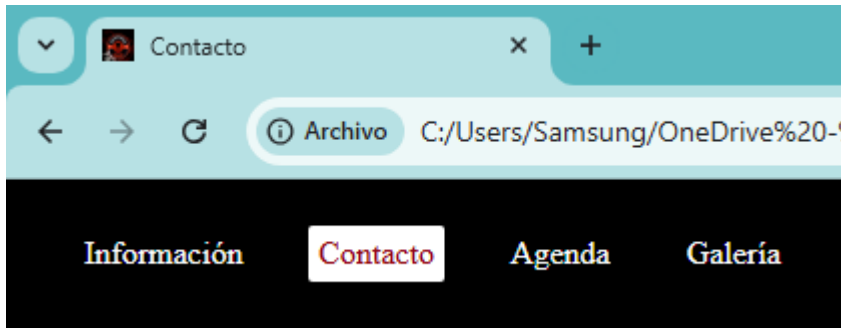 Contacto
Archivo C:/Users/Samsung/OneDrive%20-
Información Contacto Agenda Galería